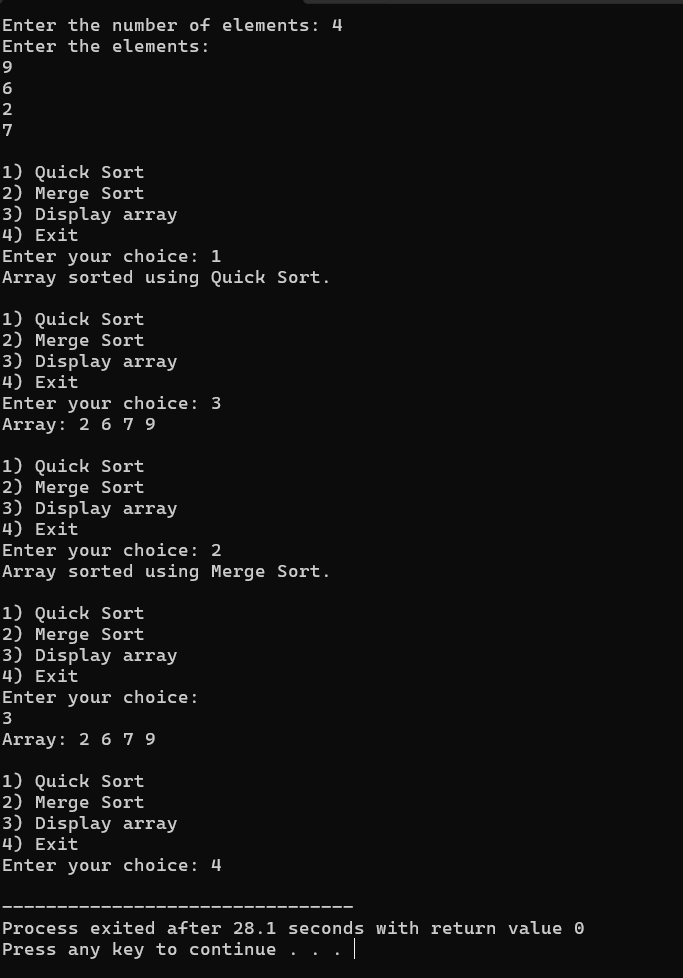 Enter the number of elements: 4
Enter the elements:
9
6
2
7
1) Quick Sort
2) Merge Sort
3) Display array
4) Exit
Enter your choice: 1
Array sorted using Quick Sort.
1) Quick Sort
2) Merge Sort
3) Display array
4) Exit
Enter your choice: 3
Array: 2 6 7 9
1) Quick Sort
2) Merge Sort
3) Display array
4) Exit
Enter your choice: 2
Array sorted using Merge Sort.
1) Quick Sort
2) Merge Sort
3) Display array
4) Exit
Enter your choice:
3
Array: 2 6 7 9
1) Quick Sort
2) Merge Sort
3) Display array
4) Exit
Enter your choice: 4
--------------------------------
Process exited after 28.1 seconds with return value 0
Press any key to continue . . .